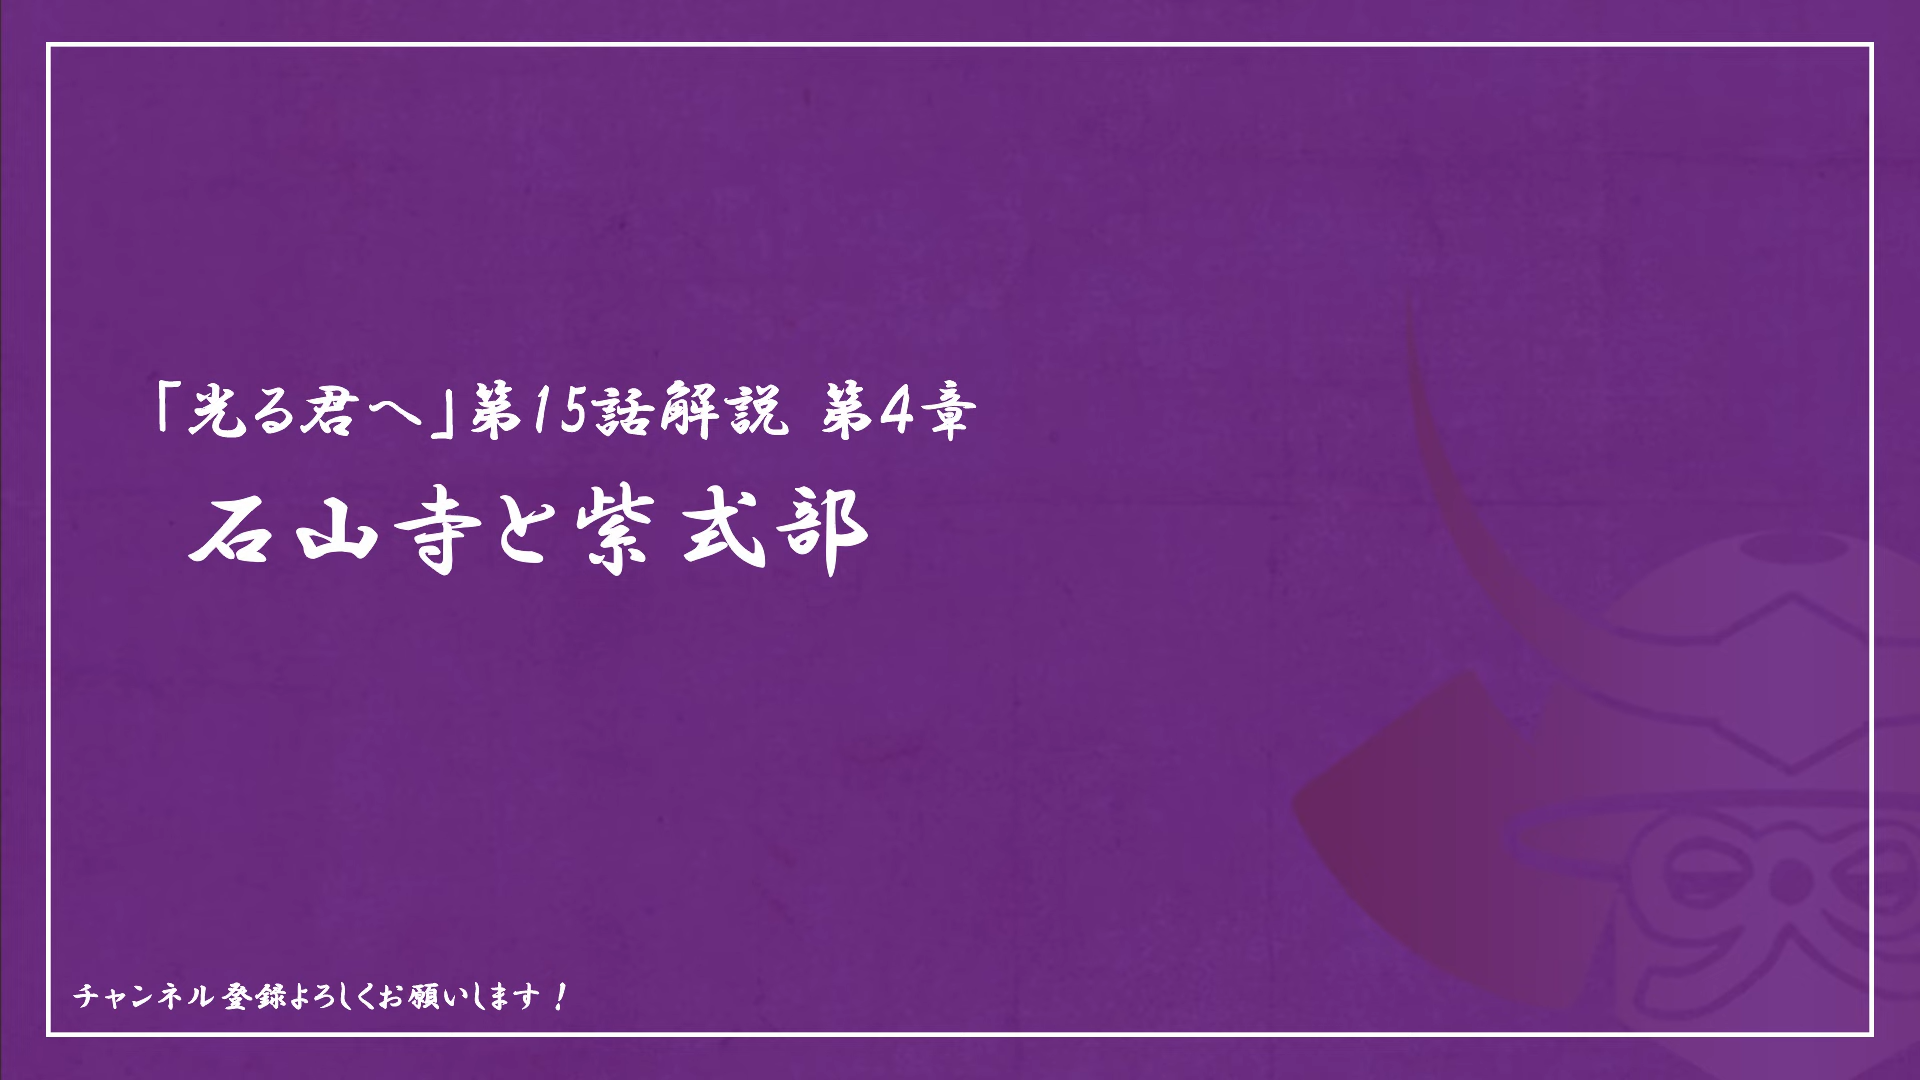 「光る君へ」第15話解説 第4章
石山寺と紫式部
チャンネル登録よろしくお願いします！